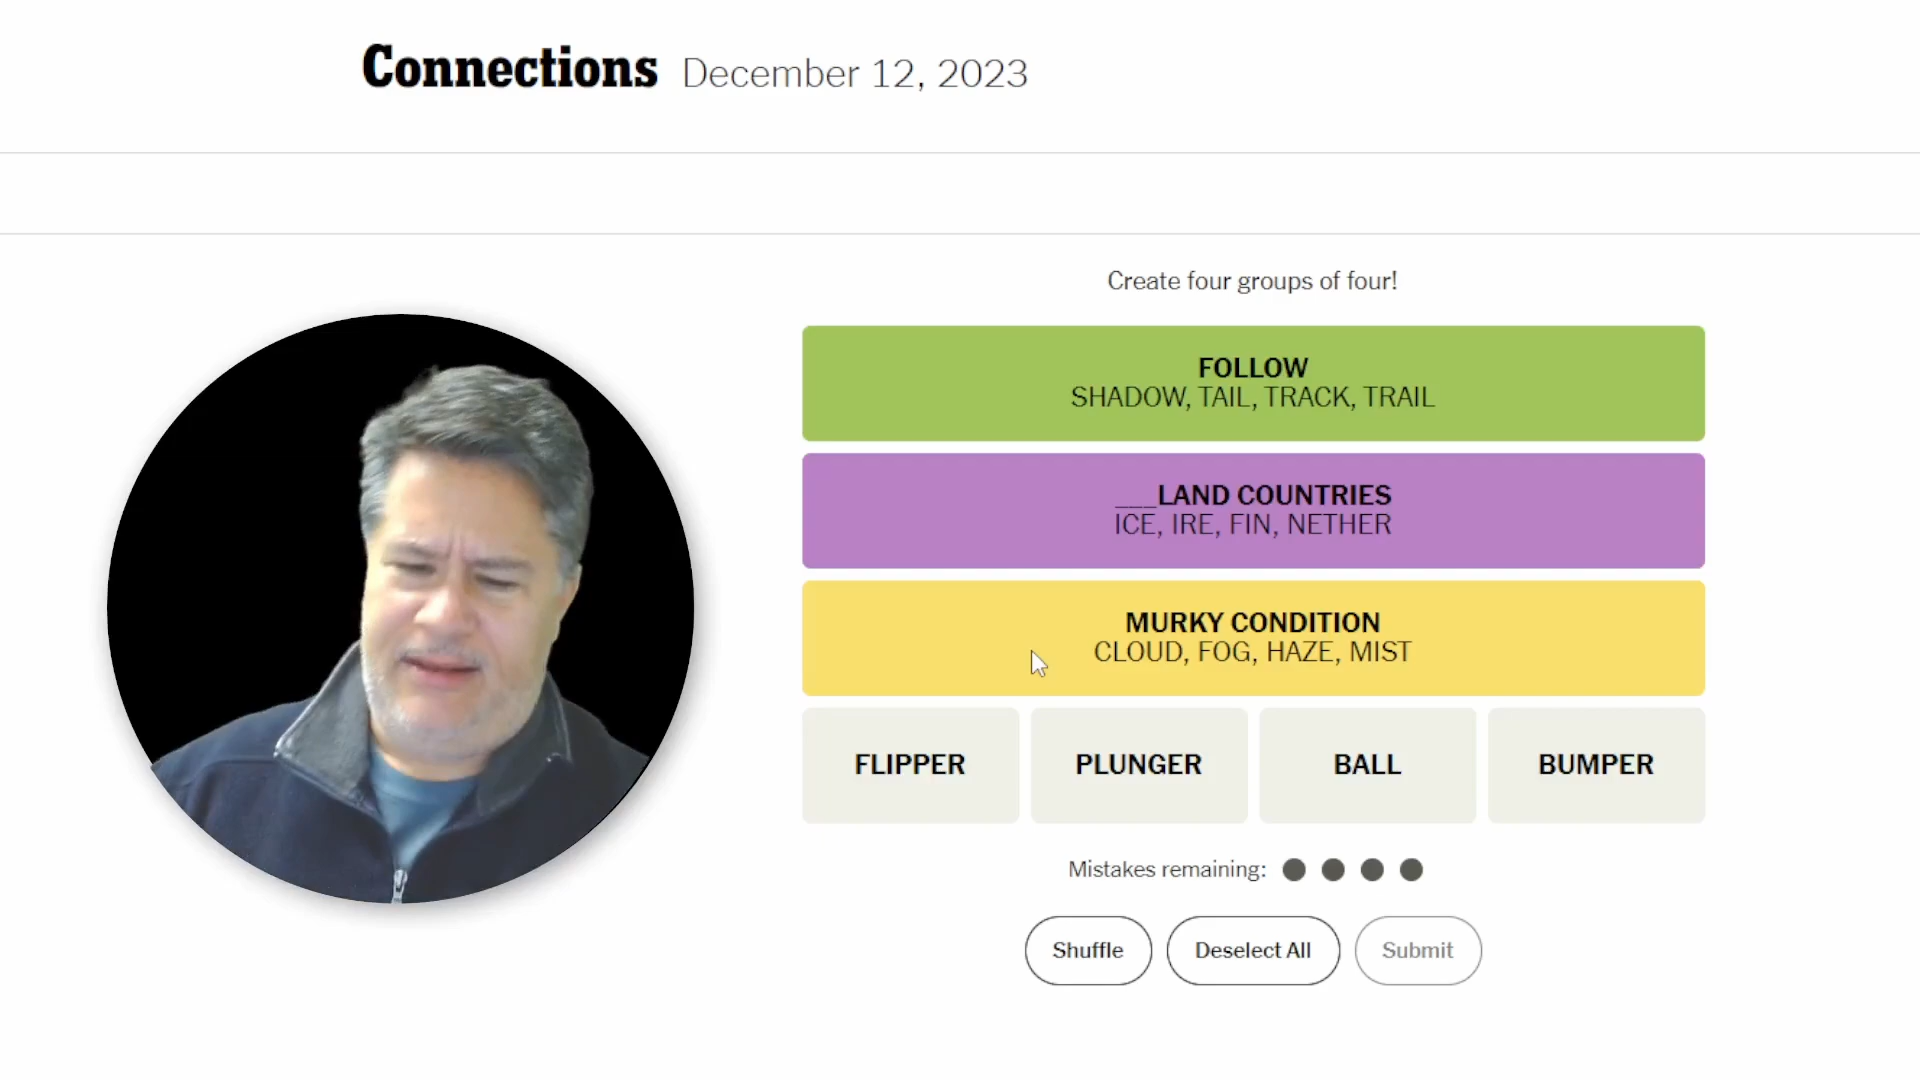 Connections December 12, 2023
Create four groups of four!
FOLLOW
SHADOW, TAIL, TRACK, TRAIL
___LAND COUNTRIES
ICE, IRE, FIN, NETHER
MURKY CONDITION
CLOUD, FOG, HAZE, MIST
FLIPPER PLUNGER BALL BUMPER
Mistakes remaining:
Shuffle Deselect All Submit